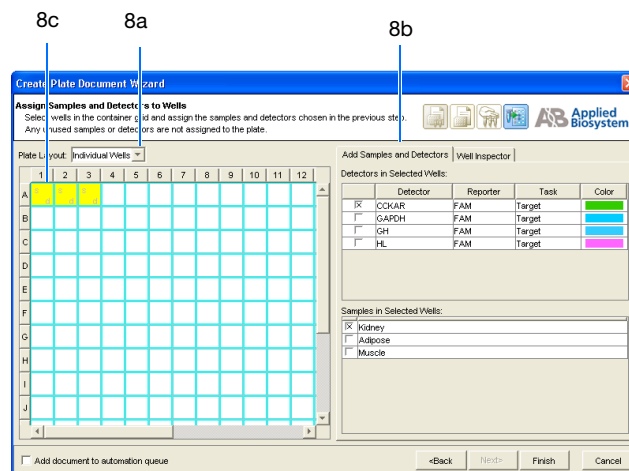 8c 8a 8b
Create Plate Document Wizard
Assign Samples and Detectors to Wells
Select wells in the container grid and assign the samples and detectors chosen in the previous step.
Any unused samples or detectors are not assigned to the plate.
AB Applied
Biosystem
Plate Layout: Individual Wells
1 2 3 4 5 6 7 8 9 10 11 12
A s d s d s d
B
C
D
E
F
G
H
I
J
Add Samples and Detectors Well Inspector
Detectors in Selected Wells:
Detector Reporter Task Color
CCKAR FAM Target
GAPDH FAM Target
GH FAM Target
HL FAM Target
Samples in Selected Wells:
Kidney
Adipose
Muscle
Add document to automation queue
<Back Next> Finish Cancel